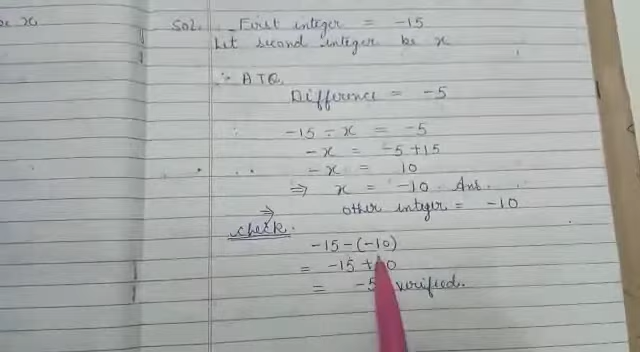 be x
Sol. First integer = -15
Let second integer be x
∴ ATQ
Difference = -5
-15 - x = -5
-x = -5 +15
-x = 10
⇒ x = -10 Ans.
⇒ other integer = -10
check.
-15-(-10)
= -15 + 10
= -5 verified.